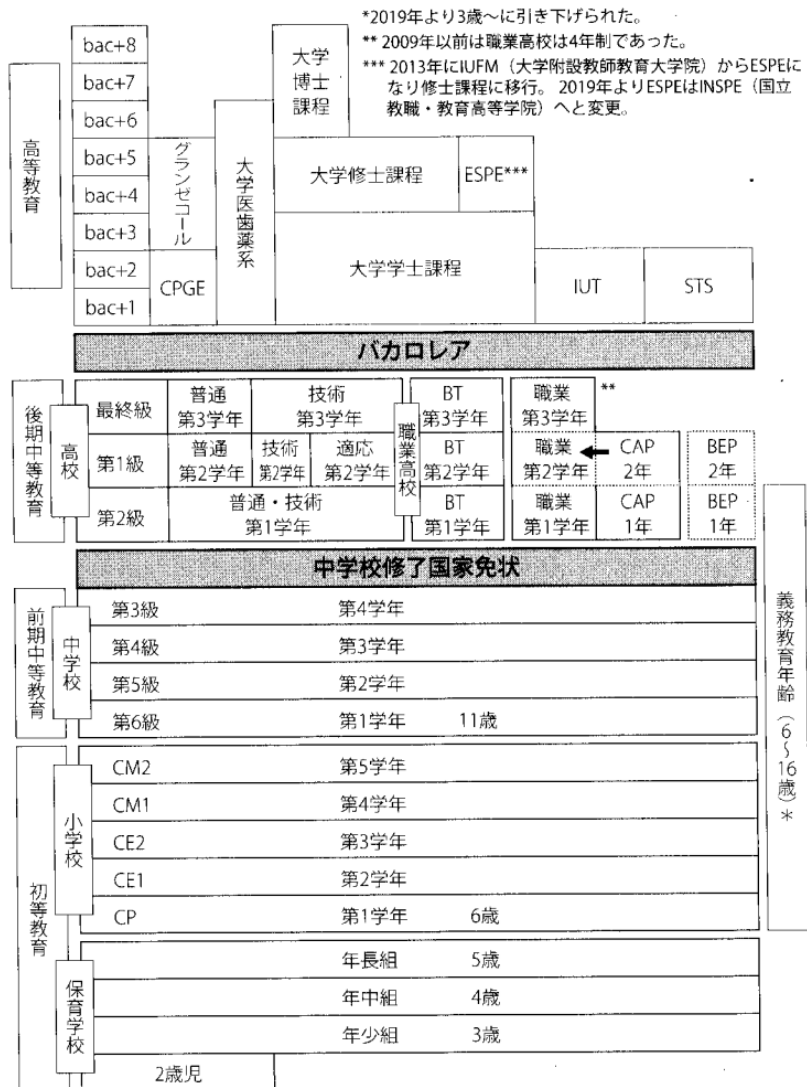 *2019年より3歳～に引き下げられた。
** 2009年以前は職業高校は4年制であった。
*** 2013年にIUFM（大学附設教師教育大学院）からESPEに
なり修士課程に移行。 2019年よりESPEはINSPE（国立
教職・教育高等学院）へと変更。
高等教育
bac+8
bac+7
bac+6
bac+5
bac+4
bac+3
bac+2
bac+1
グランゼコール
CPGE
大学医歯薬系
大学
博士
課程
大学修士課程
ESPE***
大学学士課程
IUT
STS
バカロレア
後期中等教育
高校
最終級
普通
第3学年
技術
第3学年
職業高校
BT
第3学年
職業
第3学年
**
第1級
普通
第2学年
技術
第2学年
適応
第2学年
BT
第2学年
職業
第2学年
←
CAP
2年
BEP
2年
第2級
普通・技術
第1学年
BT
第1学年
職業
第1学年
CAP
1年
BEP
1年
中学校修了国家免状
前期中等教育
中学校
第3級 第4学年
第4級 第3学年
第5級 第2学年
第6級 第1学年 11歳
初等教育
小学校
CM2 第5学年
CM1 第4学年
CE2 第3学年
CE1 第2学年
CP 第1学年 6歳
保育学校
年長組 5歳
年中組 4歳
年少組 3歳
2歳児
義務教育年齢（6～16歳）*